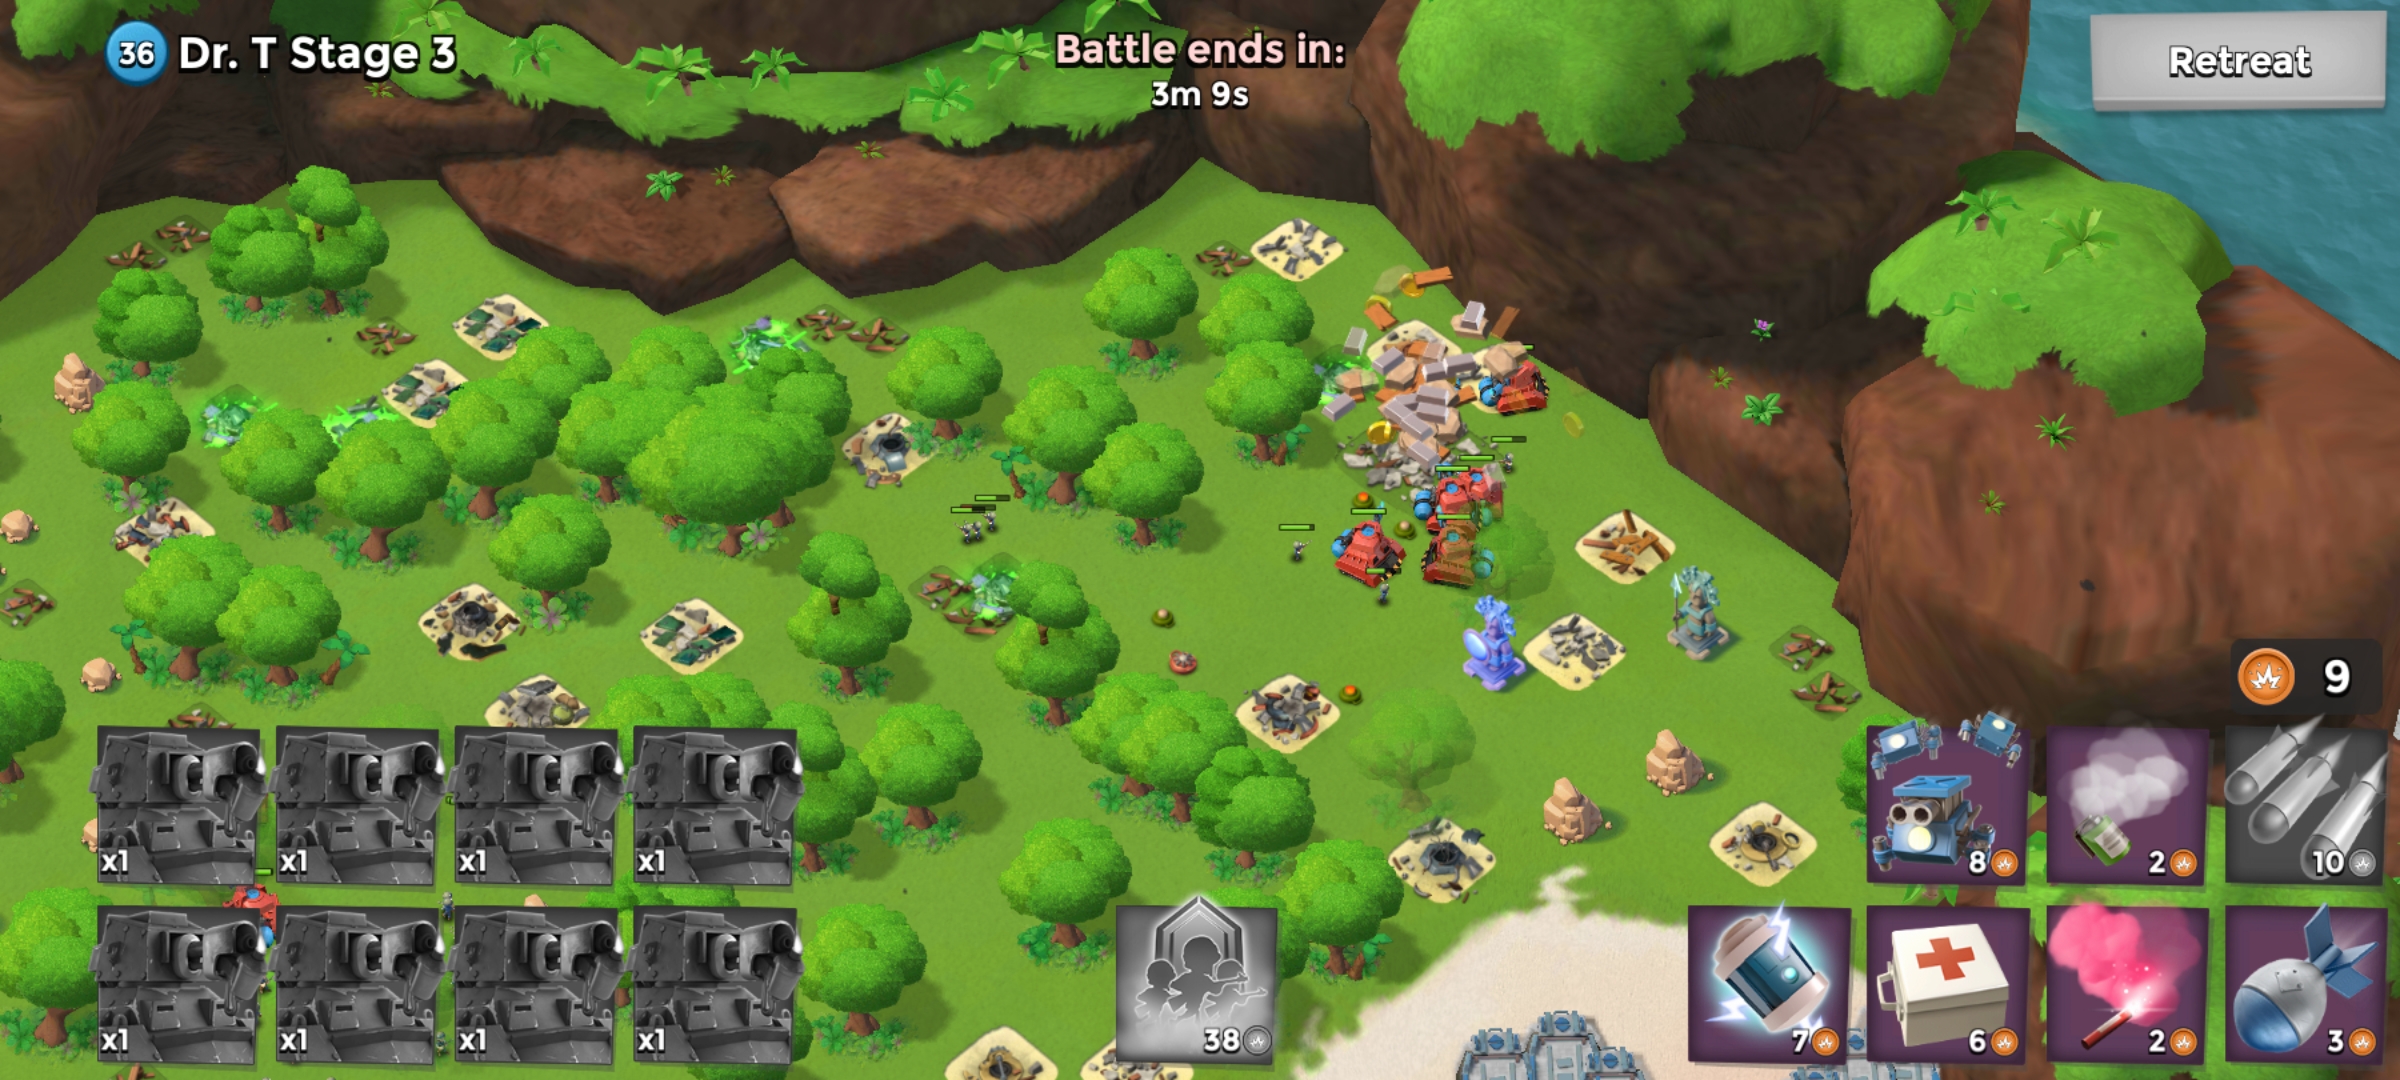 36 Dr. T Stage 3
Battle ends in:
3m 9s
Retreat
9
x1 x1 x1 x1
8 2 10
x1 x1 x1 x1
38
7 6 2 3